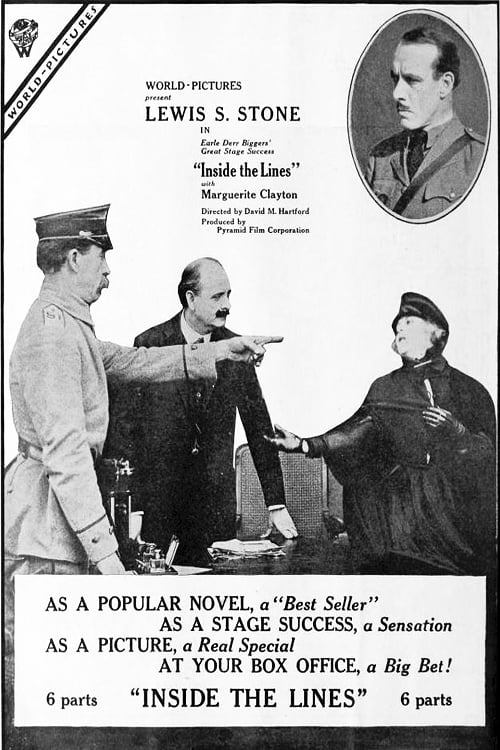 WORLD-PICTURES
W
WORLD-PICTURES
present
LEWIS S. STONE
IN
Earle Derr Biggers'
Great Stage Success
"Inside the Lines"
with
Marguerite Clayton
Directed by David M. Hartford
Produced by
Pyramid Film Corporation
AS A POPULAR NOVEL, a "Best Seller"
AS A STAGE SUCCESS, a Sensation
AS A PICTURE, a Real Special
AT YOUR BOX OFFICE, a Big Bet!
6 parts "INSIDE THE LINES" 6 parts